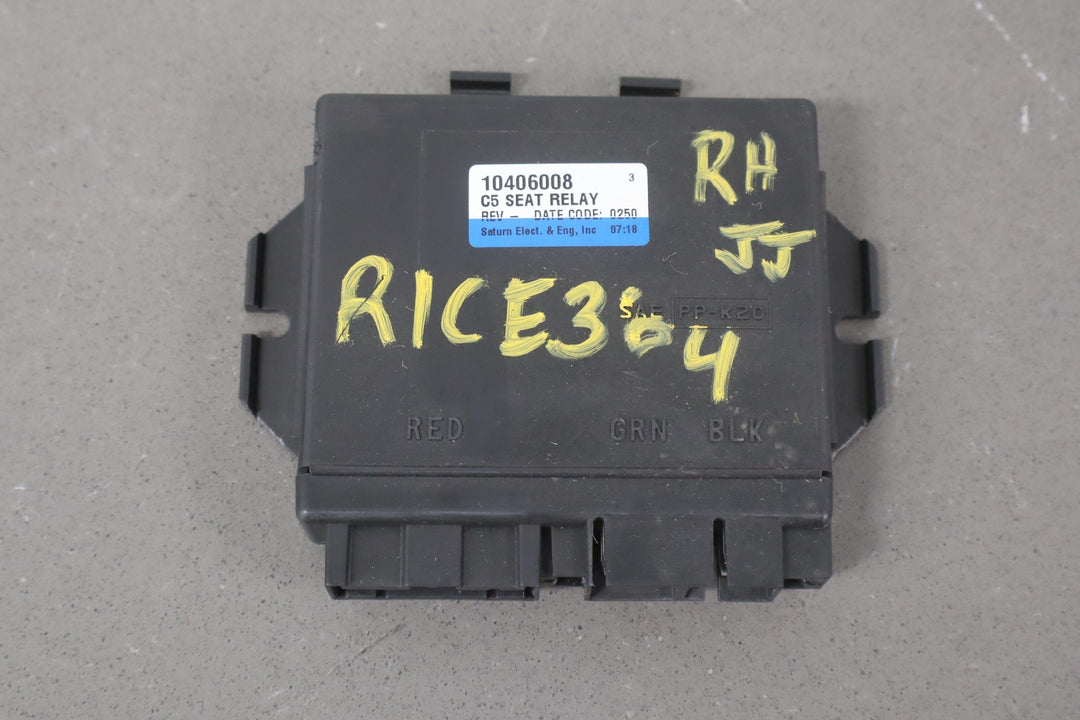 10406008 3
C5 SEAT RELAY
REV - DATE CODE: 0250
Saturn Elect. & Eng, Inc 07:18
RH
JJ
RICE364
SAE PP-K20
RED GRN BLK